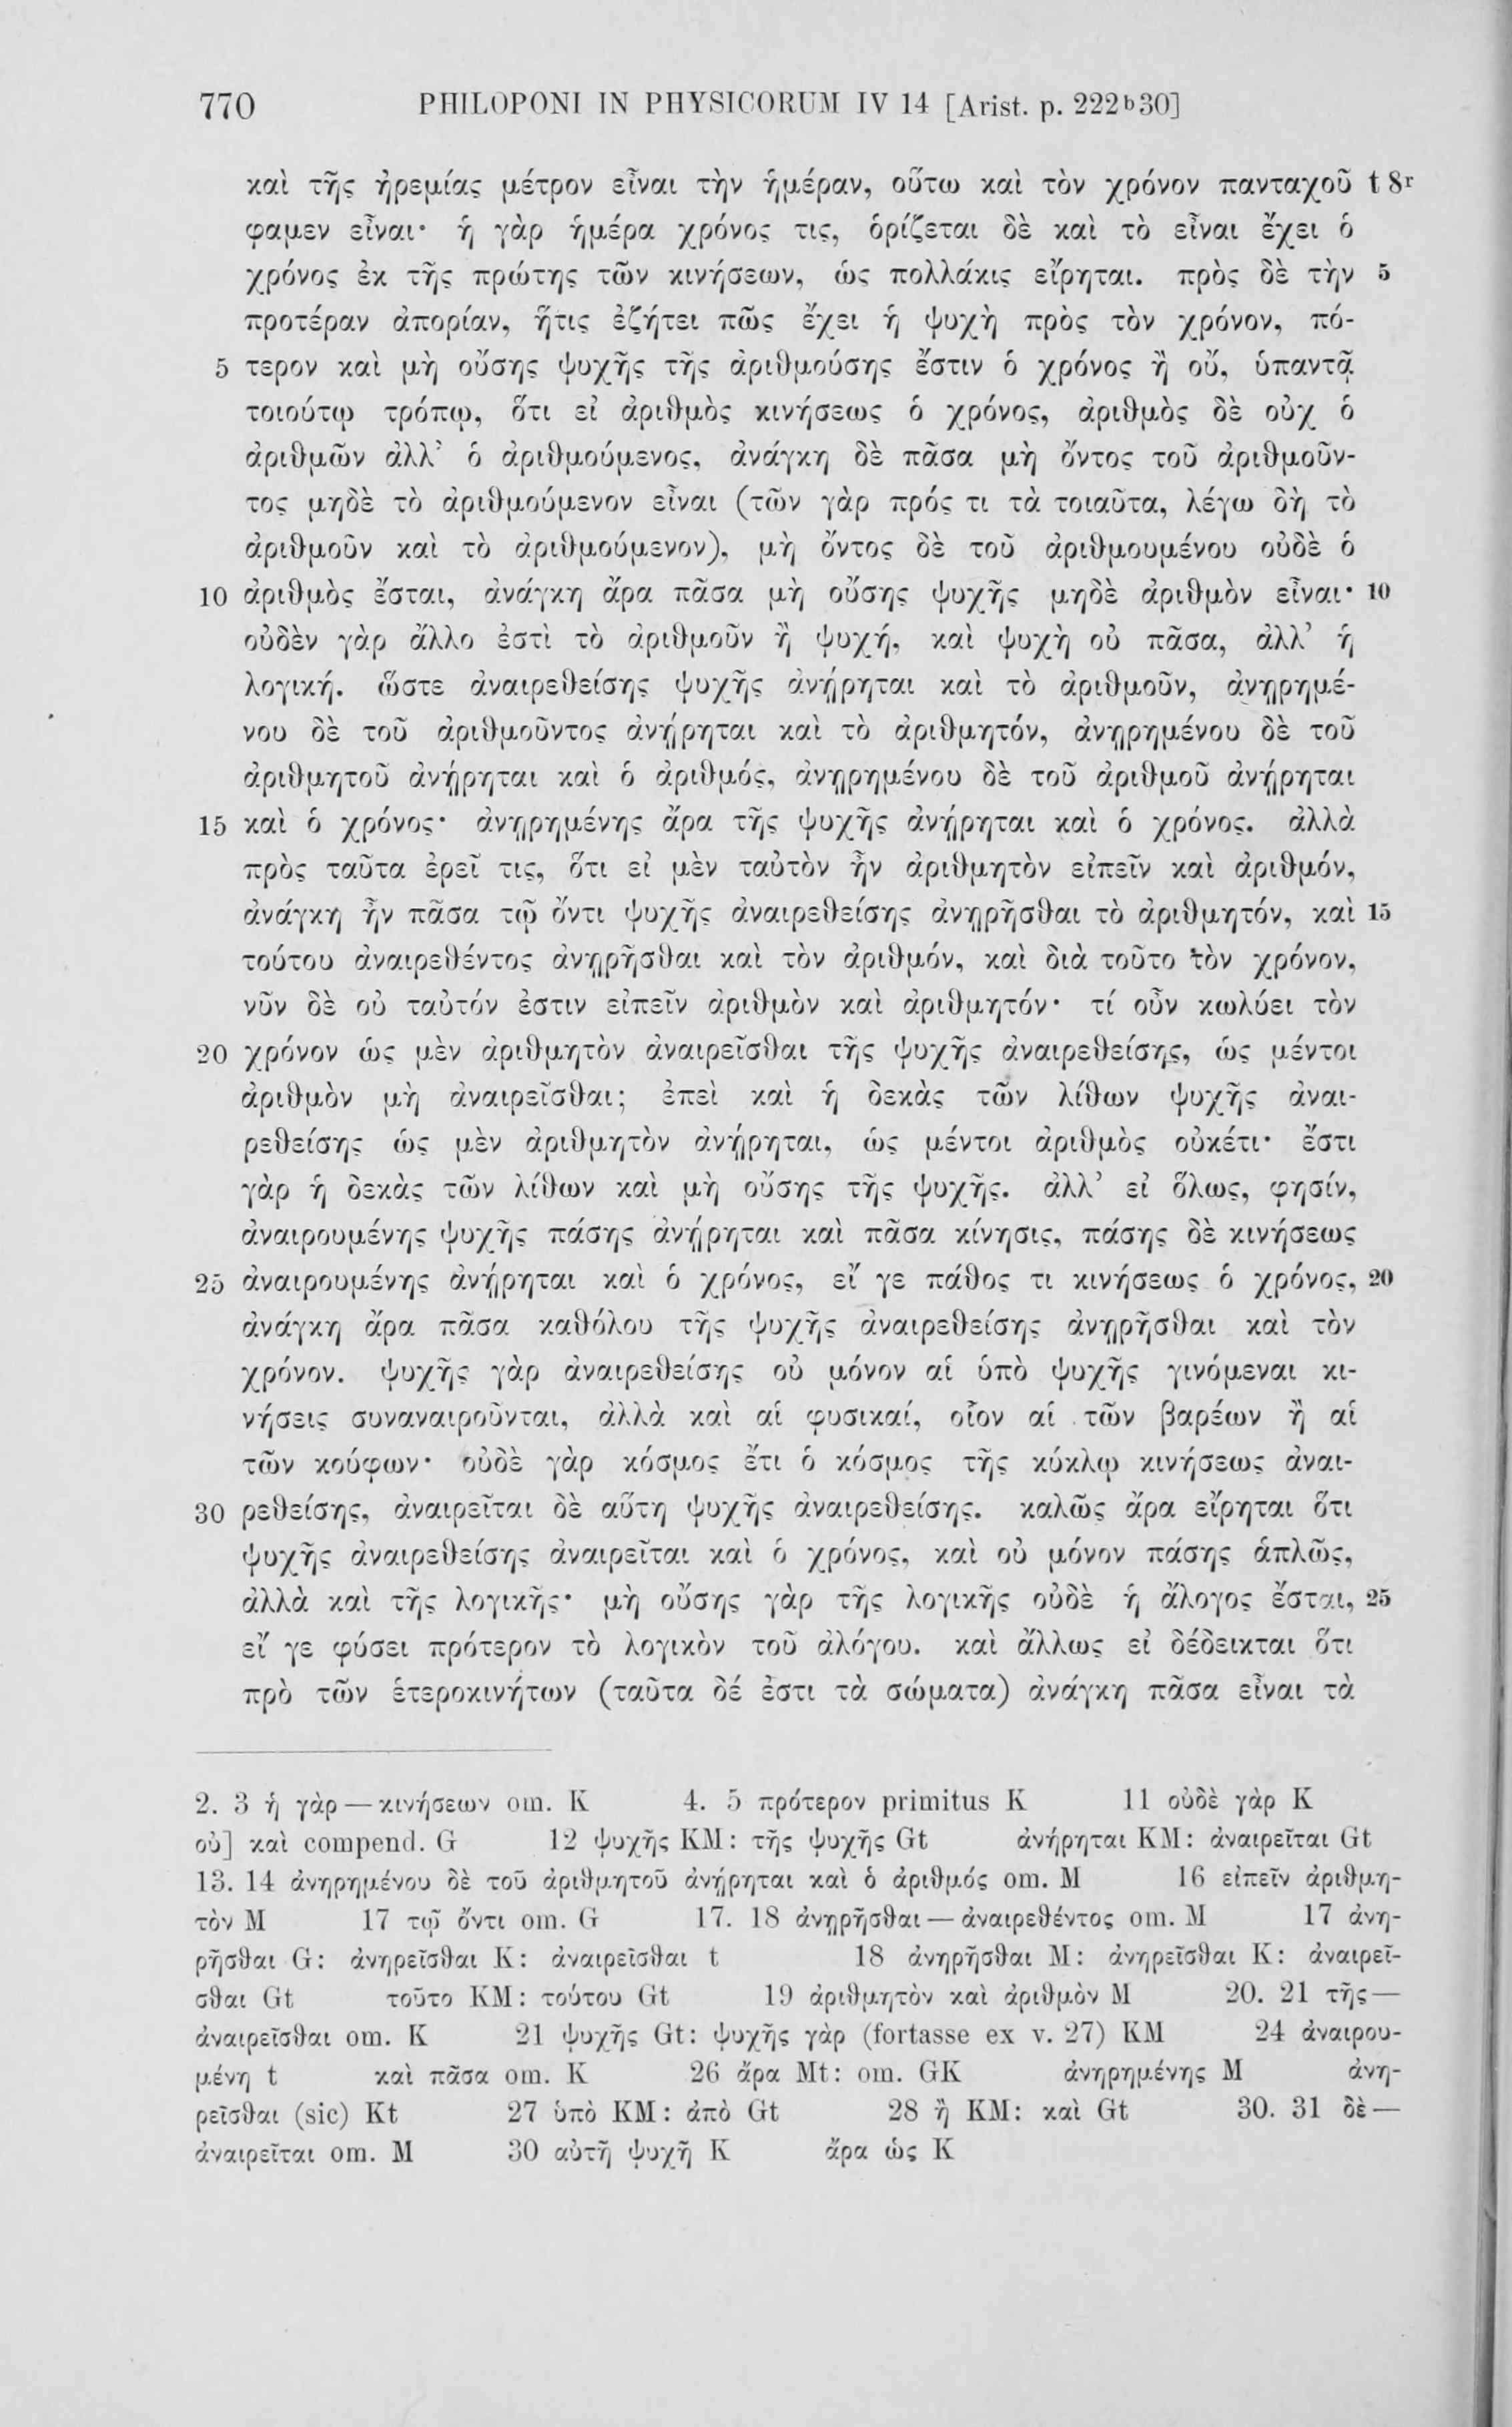 770 PHILOPONI IN PHYSICORUM IV 14 [Arist. p. 222ᵇ30]
καὶ τῆς ἠρεμίας μέτρον εἶναι τὴν ἡμέραν, οὕτω καὶ τὸν χρόνον πανταχοῦ t 8ʳ
φαμεν εἶναι· ἡ γὰρ ἡμέρα χρόνος τις, ὁρίζεται δὲ καὶ τὸ εἶναι ἔχει ὁ
χρόνος ἐκ τῆς πρώτης τῶν κινήσεων, ὡς πολλάκις εἴρηται. πρὸς δὲ τὴν 5
προτέραν ἀπορίαν, ἥτις ἐζήτει πῶς ἔχει ἡ ψυχὴ πρὸς τὸν χρόνον, πό-
5 τερον καὶ μὴ οὔσης ψυχῆς τῆς ἀριθμούσης ἔστιν ὁ χρόνος ἢ οὔ, ὑπαντᾷ
τοιούτῳ τρόπῳ, ὅτι εἰ ἀριθμὸς κινήσεως ὁ χρόνος, ἀριθμὸς δὲ οὐχ ὁ
ἀριθμῶν ἀλλ’ ὁ ἀριθμούμενος, ἀνάγκη δὲ πᾶσα μὴ ὄντος τοῦ ἀριθμοῦν-
τος μηδὲ τὸ ἀριθμούμενον εἶναι (τῶν γὰρ πρός τι τὰ τοιαῦτα, λέγω δὴ τὸ
ἀριθμοῦν καὶ τὸ ἀριθμούμενον), μὴ ὄντος δὲ τοῦ ἀριθμουμένου οὐδὲ ὁ
10 ἀριθμὸς ἔσται, ἀνάγκη ἄρα πᾶσα μὴ οὔσης ψυχῆς μηδὲ ἀριθμὸν εἶναι· 10
οὐδὲν γὰρ ἄλλο ἐστὶ τὸ ἀριθμοῦν ἢ ψυχή, καὶ ψυχὴ οὐ πᾶσα, ἀλλ’ ἡ
λογική. ὥστε ἀναιρεθείσης ψυχῆς ἀνῄρηται καὶ τὸ ἀριθμοῦν, ἀνῃρημέ-
νου δὲ τοῦ ἀριθμοῦντος ἀνῄρηται καὶ τὸ ἀριθμητόν, ἀνῃρημένου δὲ τοῦ
ἀριθμητοῦ ἀνῄρηται καὶ ὁ ἀριθμός, ἀνῃρημένου δὲ τοῦ ἀριθμοῦ ἀνῄρηται
15 καὶ ὁ χρόνος· ἀνῃρημένης ἄρα τῆς ψυχῆς ἀνῄρηται καὶ ὁ χρόνος. ἀλλὰ
πρὸς ταῦτα ἐρεῖ τις, ὅτι εἰ μὲν ταὐτὸν ἦν ἀριθμητὸν εἰπεῖν καὶ ἀριθμόν,
ἀνάγκη ἦν πᾶσα τῷ ὄντι ψυχῆς ἀναιρεθείσης ἀνῃρῆσθαι τὸ ἀριθμητόν, καὶ 15
τούτου ἀναιρεθέντος ἀνῃρῆσθαι καὶ τὸν ἀριθμόν, καὶ διὰ τοῦτο τὸν χρόνον,
νῦν δὲ οὐ ταὐτόν ἐστιν εἰπεῖν ἀριθμὸν καὶ ἀριθμητόν· τί οὖν κωλύει τὸν
20 χρόνον ὡς μὲν ἀριθμητὸν ἀναιρεῖσθαι τῆς ψυχῆς ἀναιρεθείσης, ὡς μέντοι
ἀριθμὸν μὴ ἀναιρεῖσθαι; ἐπεὶ καὶ ἡ δεκὰς τῶν λίθων ψυχῆς ἀναι-
ρεθείσης ὡς μὲν ἀριθμητὸν ἀνῄρηται, ὡς μέντοι ἀριθμὸς οὐκέτι· ἔστι
γὰρ ἡ δεκὰς τῶν λίθων καὶ μὴ οὔσης τῆς ψυχῆς. ἀλλ’ εἰ ὅλως, φησίν,
ἀναιρουμένης ψυχῆς πάσης ἀνῄρηται καὶ πᾶσα κίνησις, πάσης δὲ κινήσεως
25 ἀναιρουμένης ἀνῄρηται καὶ ὁ χρόνος, εἴ γε πάθος τι κινήσεως ὁ χρόνος, 20
ἀνάγκη ἄρα πᾶσα καθόλου τῆς ψυχῆς ἀναιρεθείσης ἀνῃρῆσθαι καὶ τὸν
χρόνον. ψυχῆς γὰρ ἀναιρεθείσης οὐ μόνον αἱ ὑπὸ ψυχῆς γινόμεναι κι-
νήσεις συναναιροῦνται, ἀλλὰ καὶ αἱ φυσικαί, οἷον αἱ τῶν βαρέων ἢ αἱ
τῶν κούφων· οὐδὲ γὰρ κόσμος ἔτι ὁ κόσμος τῆς κύκλῳ κινήσεως ἀναι-
30 ρεθείσης, ἀναιρεῖται δὲ αὕτη ψυχῆς ἀναιρεθείσης. καλῶς ἄρα εἴρηται ὅτι
ψυχῆς ἀναιρεθείσης ἀναιρεῖται καὶ ὁ χρόνος, καὶ οὐ μόνον πάσης ἁπλῶς,
ἀλλὰ καὶ τῆς λογικῆς· μὴ οὔσης γὰρ τῆς λογικῆς οὐδὲ ἡ ἄλογος ἔσται, 25
εἴ γε φύσει πρότερον τὸ λογικὸν τοῦ ἀλόγου. καὶ ἄλλως εἰ δέδεικται ὅτι
πρὸ τῶν ἑτεροκινήτων (ταῦτα δέ ἐστι τὰ σώματα) ἀνάγκη πᾶσα εἶναι τὰ
2. 3 ἡ γὰρ — κινήσεων om. K 4. 5 πρότερον primitus K 11 οὐδὲ γὰρ K
οὐ] καὶ compend. G 12 ψυχῆς KM: τῆς ψυχῆς Gt ἀνῄρηται KM: ἀναιρεῖται Gt
13. 14 ἀνηρημένου δὲ τοῦ ἀριθμητοῦ ἀνῄρηται καὶ ὁ ἀριθμός om. M 16 εἰπεῖν ἀριθμη-
τὸν M 17 τῷ ὄντι om. G 17. 18 ἀνῃρῆσθαι — ἀναιρεθέντος om. M 17 ἀνη-
ρῆσθαι G: ἀνηρεῖσθαι K: ἀναιρεῖσθαι t 18 ἀνῃρῆσθαι M: ἀνηρεῖσθαι K: ἀναιρεῖ-
σθαι Gt τοῦτο KM: τούτου Gt 19 ἀριθμητὸν καὶ ἀριθμὸν M 20. 21 τῆς —
ἀναιρεῖσθαι om. K 21 ψυχῆς Gt: ψυχῆς γὰρ (fortasse ex v. 27) KM 24 ἀναιρου-
μένη t καὶ πᾶσα om. K 26 ἄρα Mt: om. GK ἀνηρημένης M ἀνη-
ρεῖσθαι (sic) Kt 27 ὑπὸ KM: ἀπὸ Gt 28 ἢ KM: καὶ Gt 30. 31 δὲ —
ἀναιρεῖται om. M 30 αὐτῆ ψυχῆ K ἄρα ὡς K